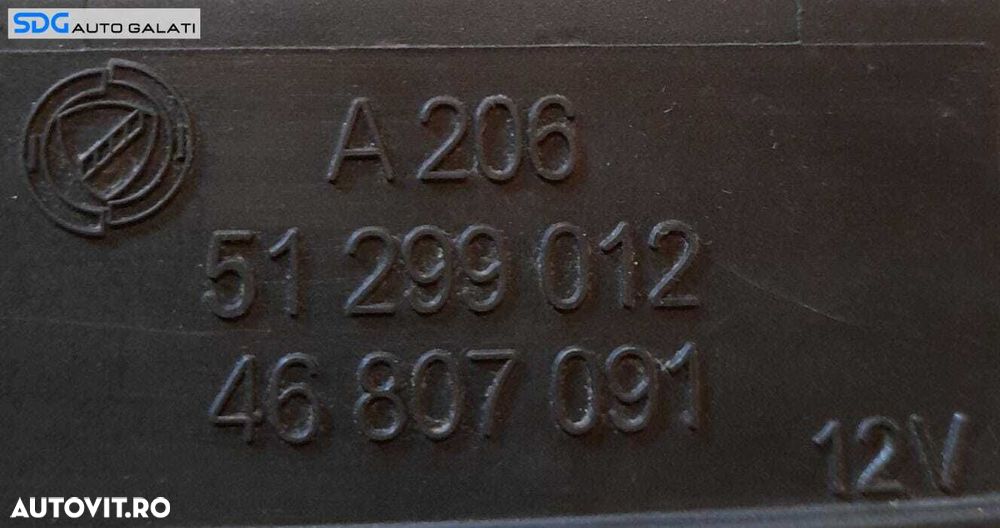 SDG AUTO GALATI
A 206
51 299 012
46 807 091
12V
AUTOVIT.RO